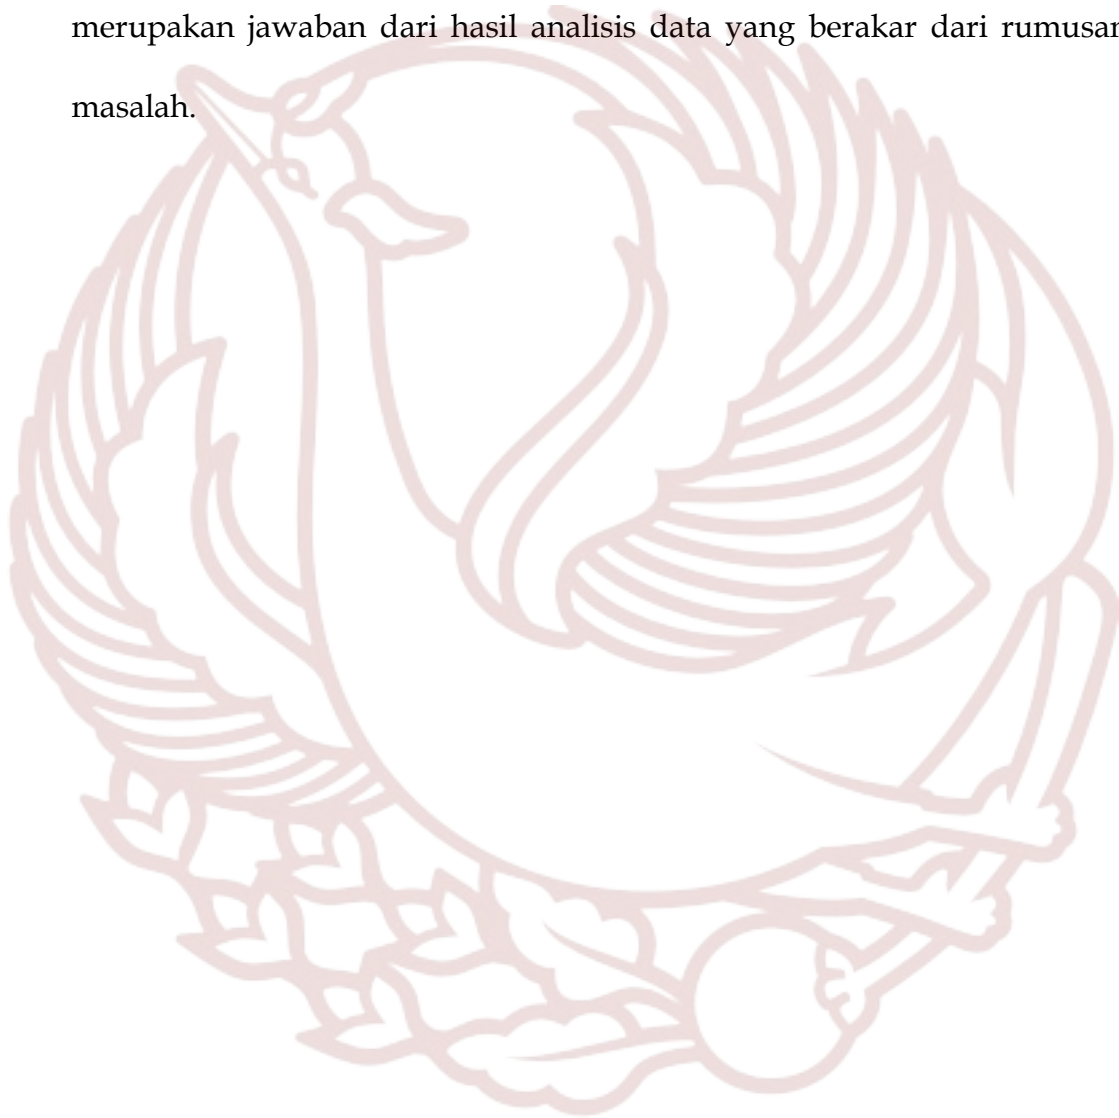 merupakan jawaban dari hasil analisis data yang berakar dari rumusan
masalah.